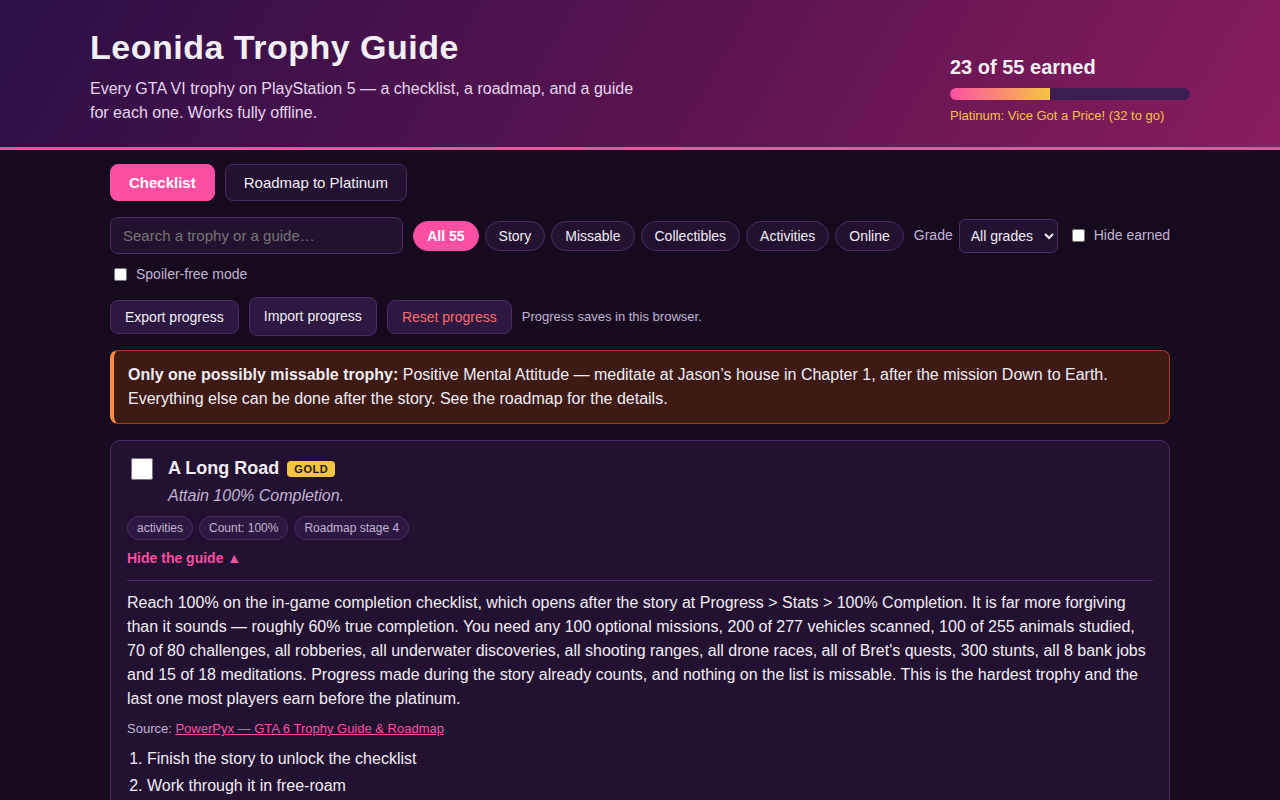 Leonida Trophy Guide
Every GTA VI trophy on PlayStation 5 — a checklist, a roadmap, and a guide
for each one. Works fully offline.
23 of 55 earned
Platinum: Vice Got a Price! (32 to go)
Checklist
Roadmap to Platinum
Search a trophy or a guide…
All 55
Story
Missable
Collectibles
Activities
Online
Grade
All grades
Hide earned
Spoiler-free mode
Export progress
Import progress
Reset progress
Progress saves in this browser.
Only one possibly missable trophy: Positive Mental Attitude — meditate at Jason’s house in Chapter 1, after the mission Down to Earth.
Everything else can be done after the story. See the roadmap for the details.
A Long Road GOLD
Attain 100% Completion.
activities
Count: 100%
Roadmap stage 4
Hide the guide ▲
Reach 100% on the in-game completion checklist, which opens after the story at Progress > Stats > 100% Completion. It is far more forgiving
than it sounds — roughly 60% true completion. You need any 100 optional missions, 200 of 277 vehicles scanned, 100 of 255 animals studied,
70 of 80 challenges, all robberies, all underwater discoveries, all shooting ranges, all drone races, all of Bret's quests, 300 stunts, all 8 bank jobs
and 15 of 18 meditations. Progress made during the story already counts, and nothing on the list is missable. This is the hardest trophy and the
last one most players earn before the platinum.
Source: PowerPyx — GTA 6 Trophy Guide & Roadmap
1. Finish the story to unlock the checklist
2. Work through it in free-roam